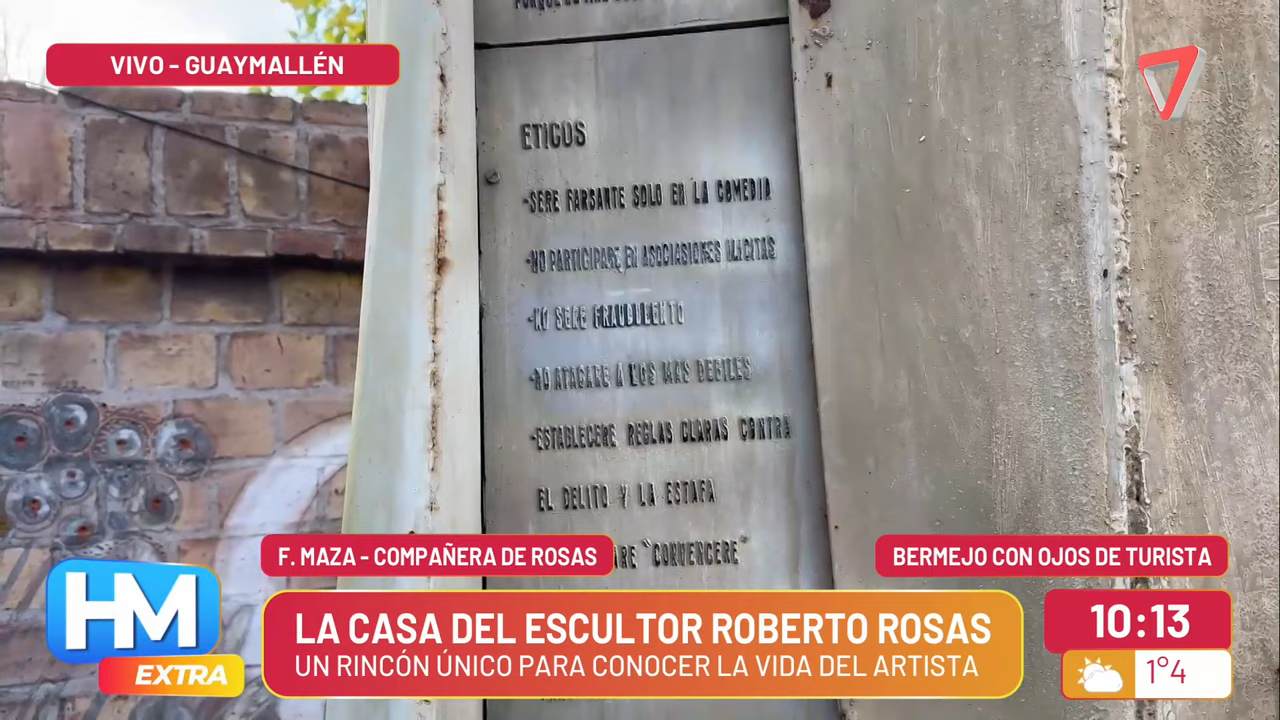 VIVO - GUAYMALLÉN
ETICOS
-SERE FARSANTE SOLO EN LA COMEDIA
-NO PARTICIPARE EN ASOCIASIONES ILICITAS
-NO SERE FRAUDULENTO
-NO ATACARE A LOS MAS DEBILES
-ESTABLECERE REGLAS CLARAS CONTRA
EL DELITO Y LA ESTAFA
"CONVENCERE"
F. MAZA - COMPAÑERA DE ROSAS
BERMEJO CON OJOS DE TURISTA
HM
EXTRA
LA CASA DEL ESCULTOR ROBERTO ROSAS
UN RINCÓN ÚNICO PARA CONOCER LA VIDA DEL ARTISTA
10:13
1°4